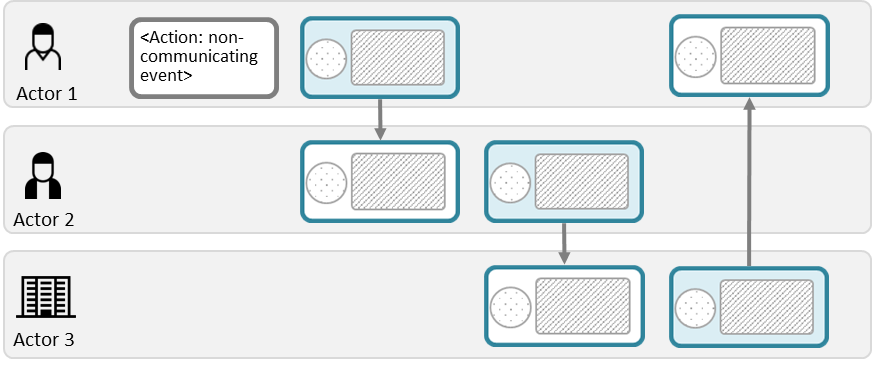 <Action: non-
communicating
event>
Actor 1
Actor 2
Actor 3